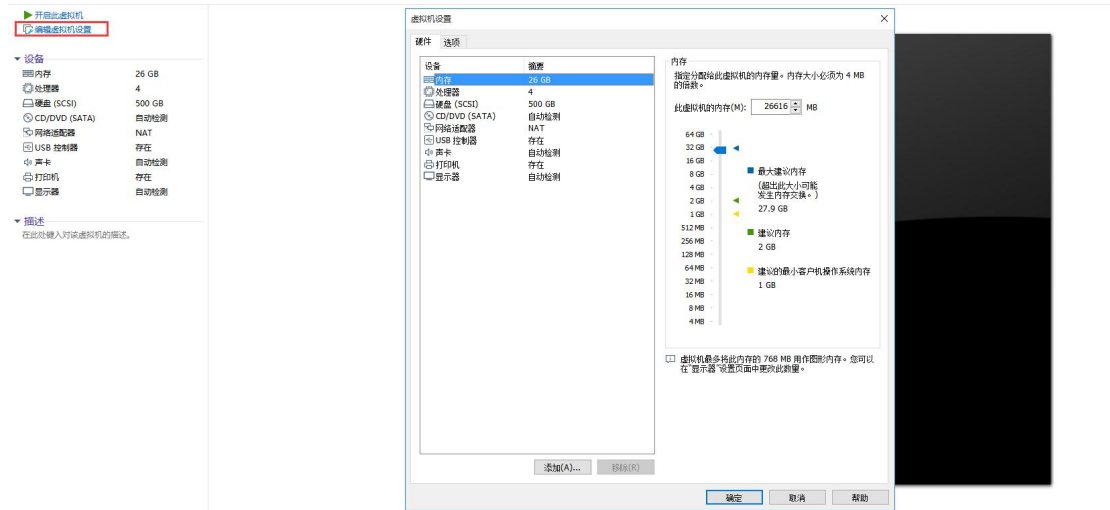 开启此虚拟机
编辑虚拟机设置
设备
内存 26 GB
处理器 4
硬盘 (SCSI) 500 GB
CD/DVD (SATA) 自动检测
网络适配器 NAT
USB 控制器 存在
声卡 自动检测
打印机 存在
显示器 自动检测
描述
在此处键入对该虚拟机的描述。
虚拟机设置
硬件 选项
设备 摘要
内存 26 GB
处理器 4
硬盘 (SCSI) 500 GB
CD/DVD (SATA) 自动检测
网络适配器 NAT
USB 控制器 存在
声卡 自动检测
打印机 存在
显示器 自动检测
添加(A)... 移除(R)
内存
指定分配给此虚拟机的内存量。内存大小必须为 4 MB
的倍数。
此虚拟机的内存(M): 26616 MB
64 GB
32 GB
16 GB
8 GB
4 GB
2 GB
1 GB
512 MB
256 MB
128 MB
64 MB
32 MB
16 MB
8 MB
4 MB
最大建议内存
(超出此大小可能
发生内存交换。)
27.9 GB
建议内存
2 GB
建议的最小客户机操作系统内存
1 GB
虚拟机最多将此内存的 768 MB 用作图形内存。您可以
在"显示器"设置页面中更改此数量。
确定 取消 帮助